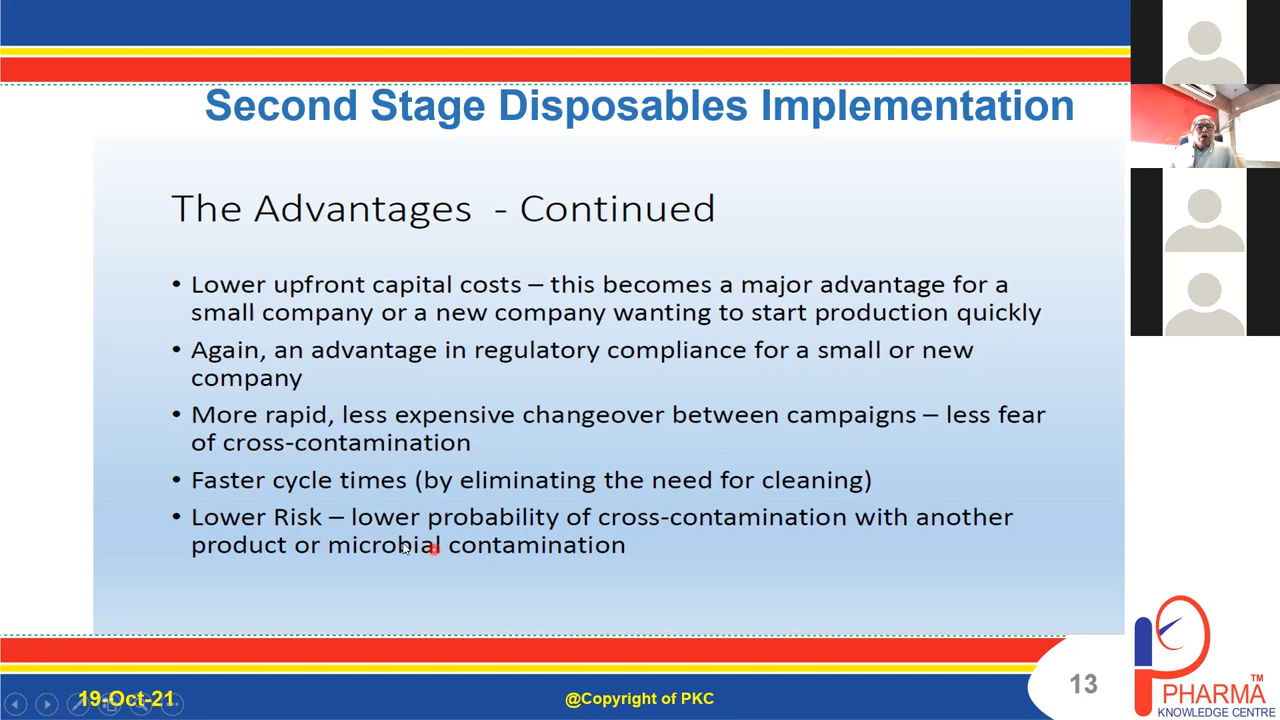 Second Stage Disposables Implementation
The Advantages - Continued
• Lower upfront capital costs – this becomes a major advantage for a
small company or a new company wanting to start production quickly
• Again, an advantage in regulatory compliance for a small or new
company
• More rapid, less expensive changeover between campaigns – less fear
of cross-contamination
• Faster cycle times (by eliminating the need for cleaning)
• Lower Risk – lower probability of cross-contamination with another
product or microbial contamination
19-Oct-21
@Copyright of PKC
13
PHARMA™
KNOWLEDGE CENTRE